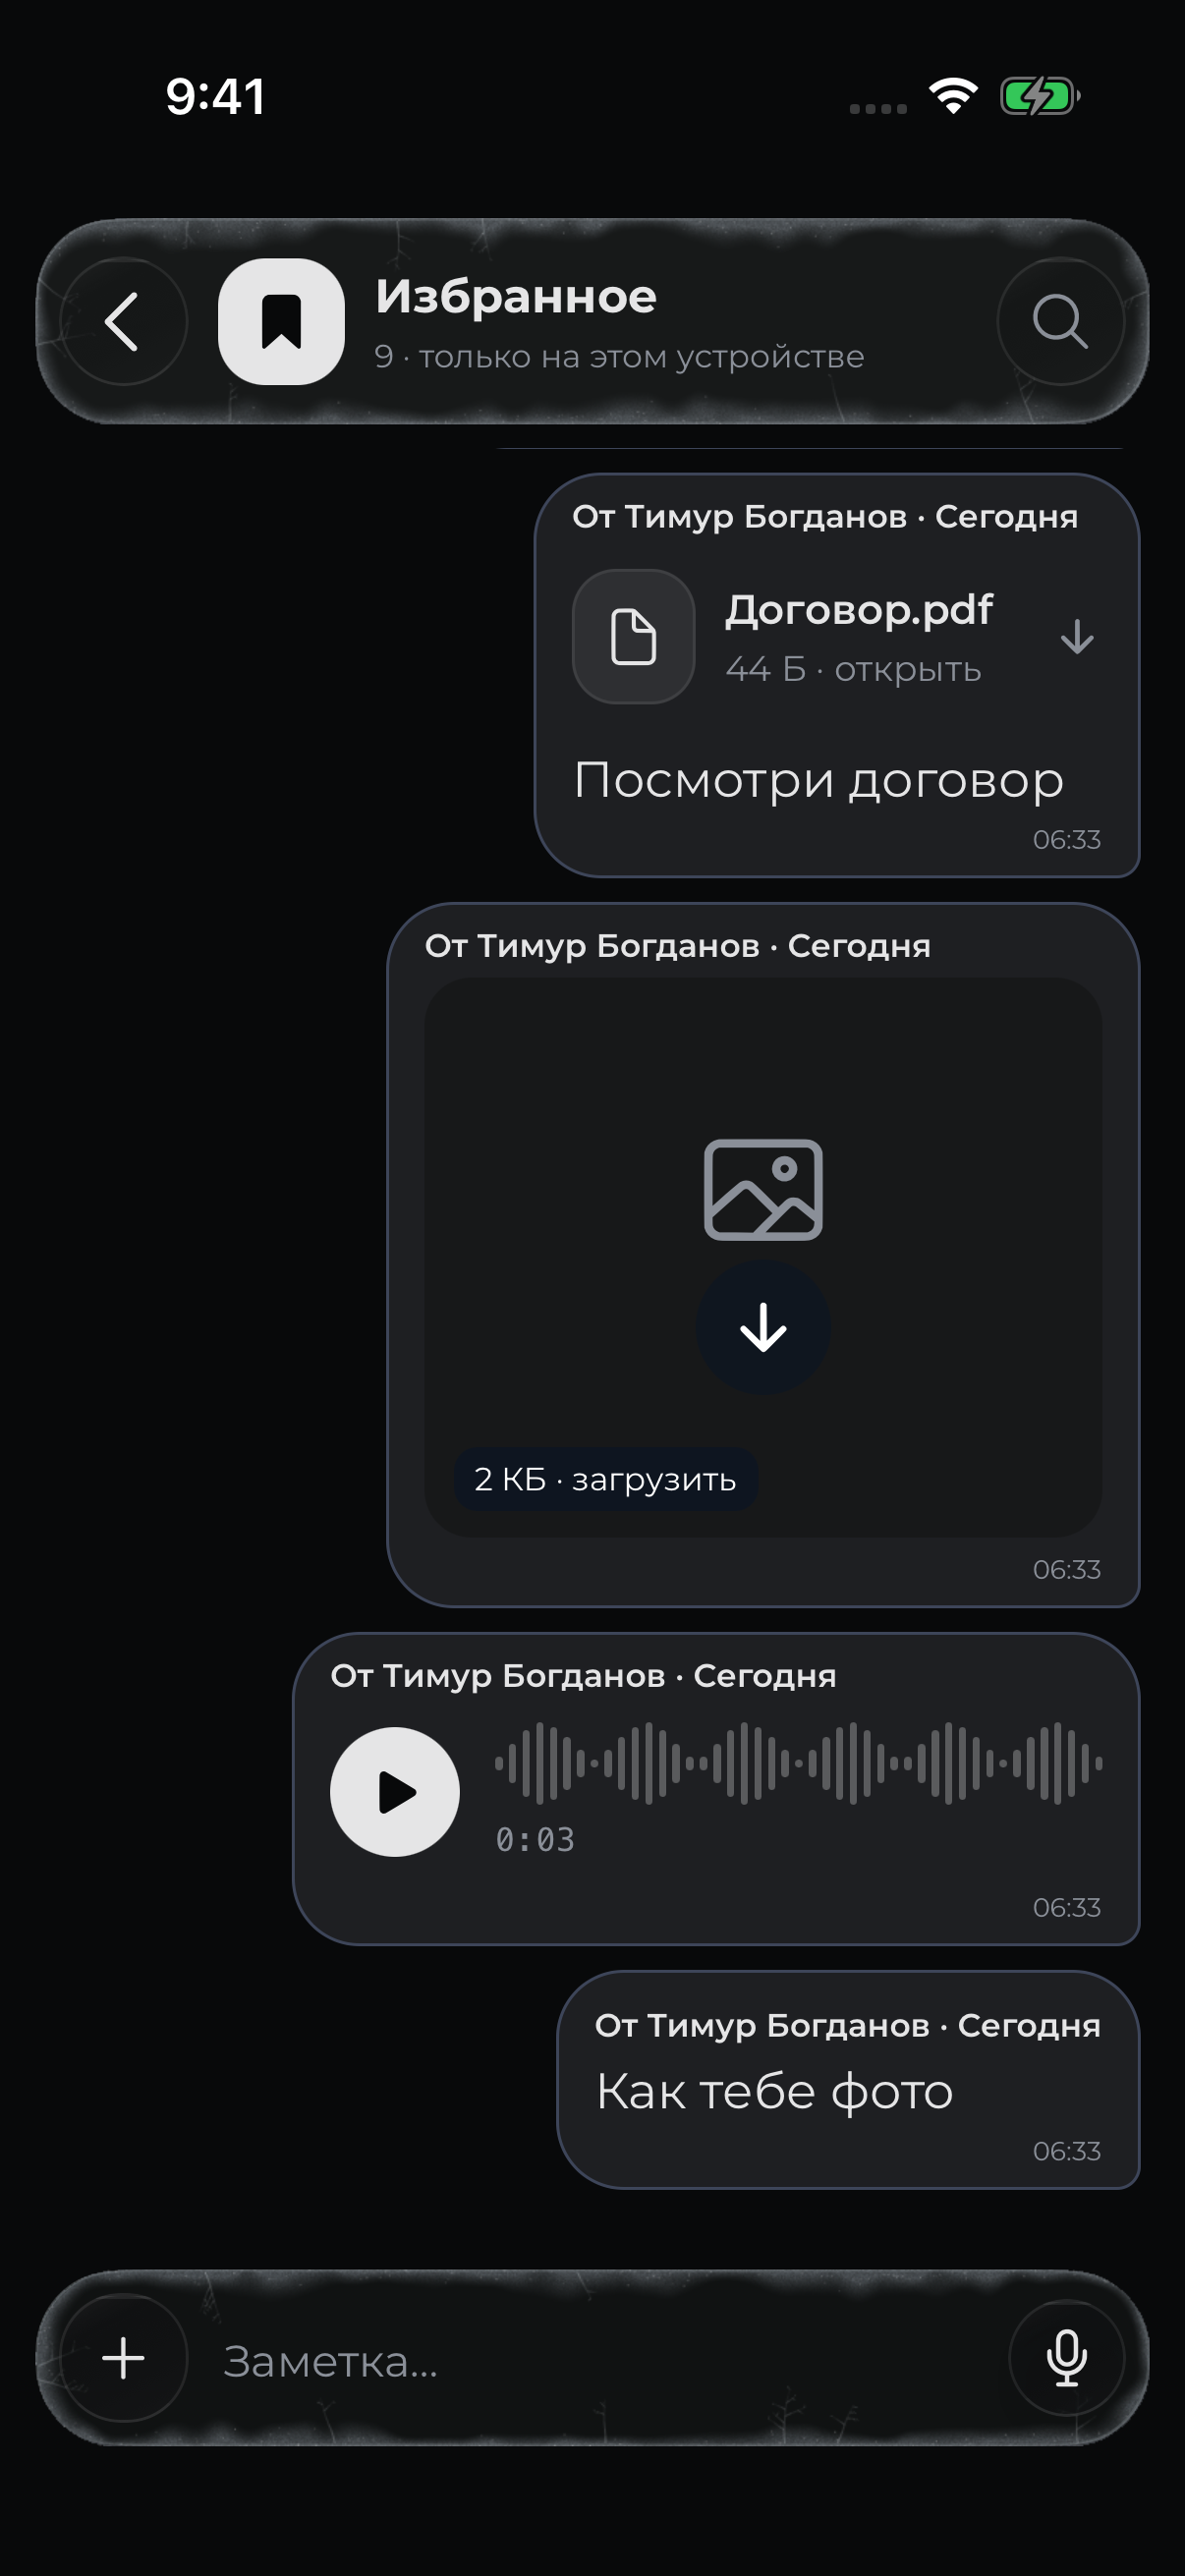 9:41
Избранное
9 · только на этом устройстве
От Тимур Богданов · Сегодня
Договор.pdf
44 Б · открыть
Посмотри договор
06:33
От Тимур Богданов · Сегодня
2 КБ · загрузить
06:33
От Тимур Богданов · Сегодня
0:03
06:33
От Тимур Богданов · Сегодня
Как тебе фото
06:33
Заметка...